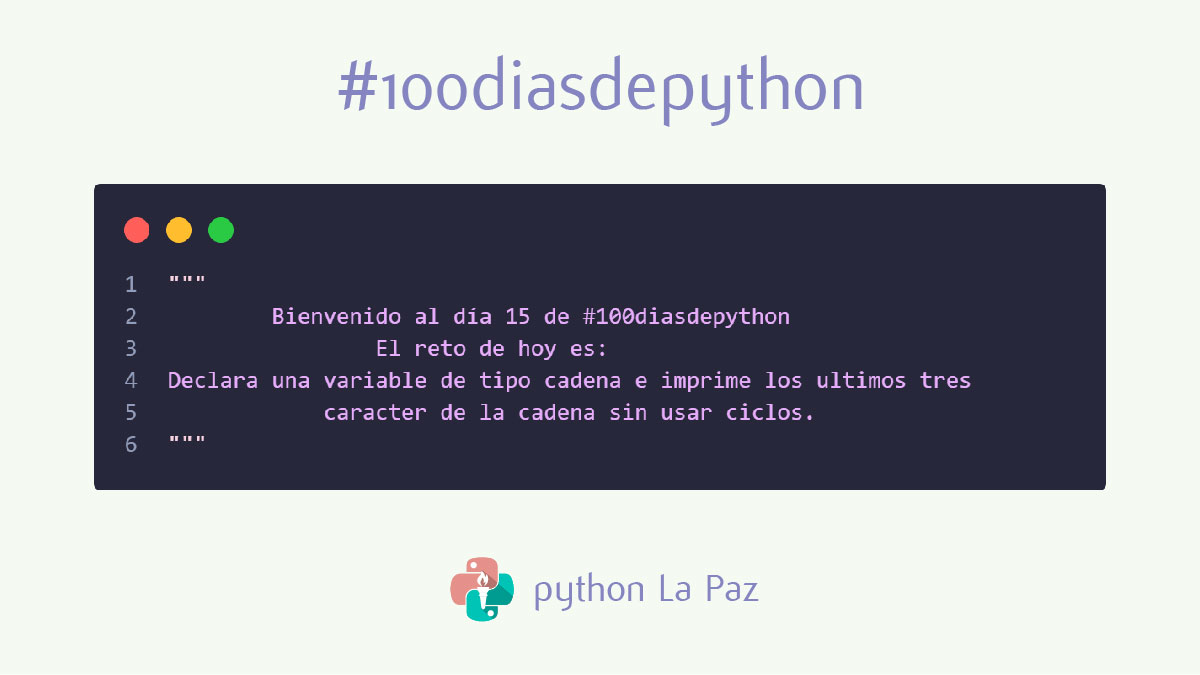 #100diasdepython
1 """
2 Bienvenido al día 15 de #100diasdepython
3 El reto de hoy es:
4 Declara una variable de tipo cadena e imprime los ultimos tres
5 caracter de la cadena sin usar ciclos.
6 """
python La Paz